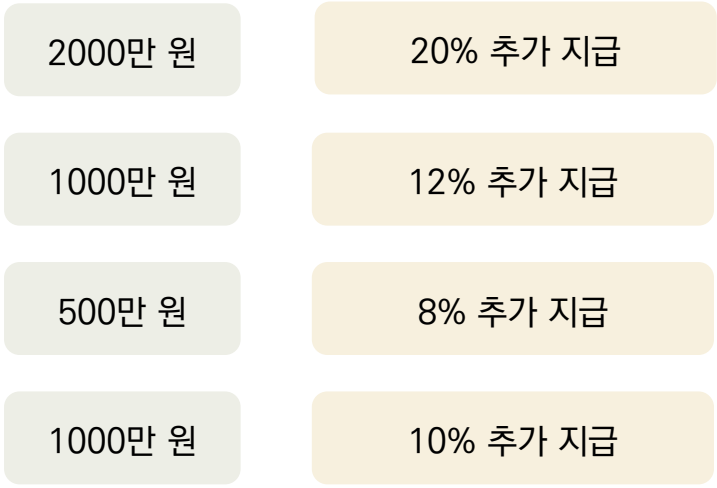 2000만 원 20% 추가 지급
1000만 원 12% 추가 지급
500만 원 8% 추가 지급
1000만 원 10% 추가 지급